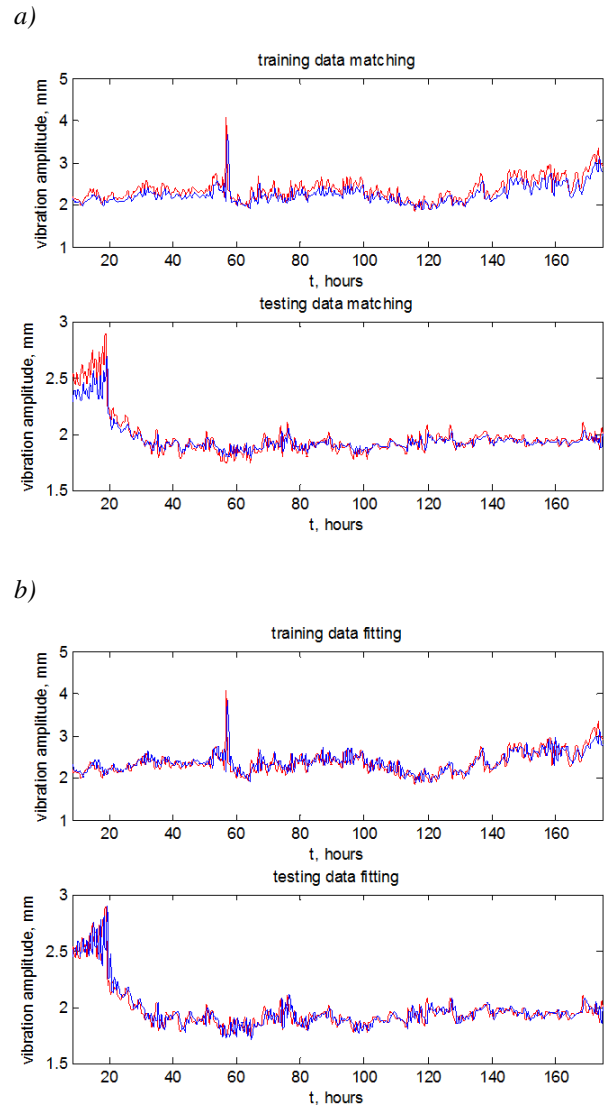 a)
training data matching
vibration amplitude, mm
5
4
3
2
1
20 40 60 80 100 120 140 160
t, hours
testing data matching
vibration amplitude, mm
3
2.5
2
1.5
20 40 60 80 100 120 140 160
t, hours
b)
training data fitting
vibration amplitude, mm
5
4
3
2
1
20 40 60 80 100 120 140 160
t, hours
testing data fitting
vibration amplitude, mm
3
2.5
2
1.5
20 40 60 80 100 120 140 160
t, hours